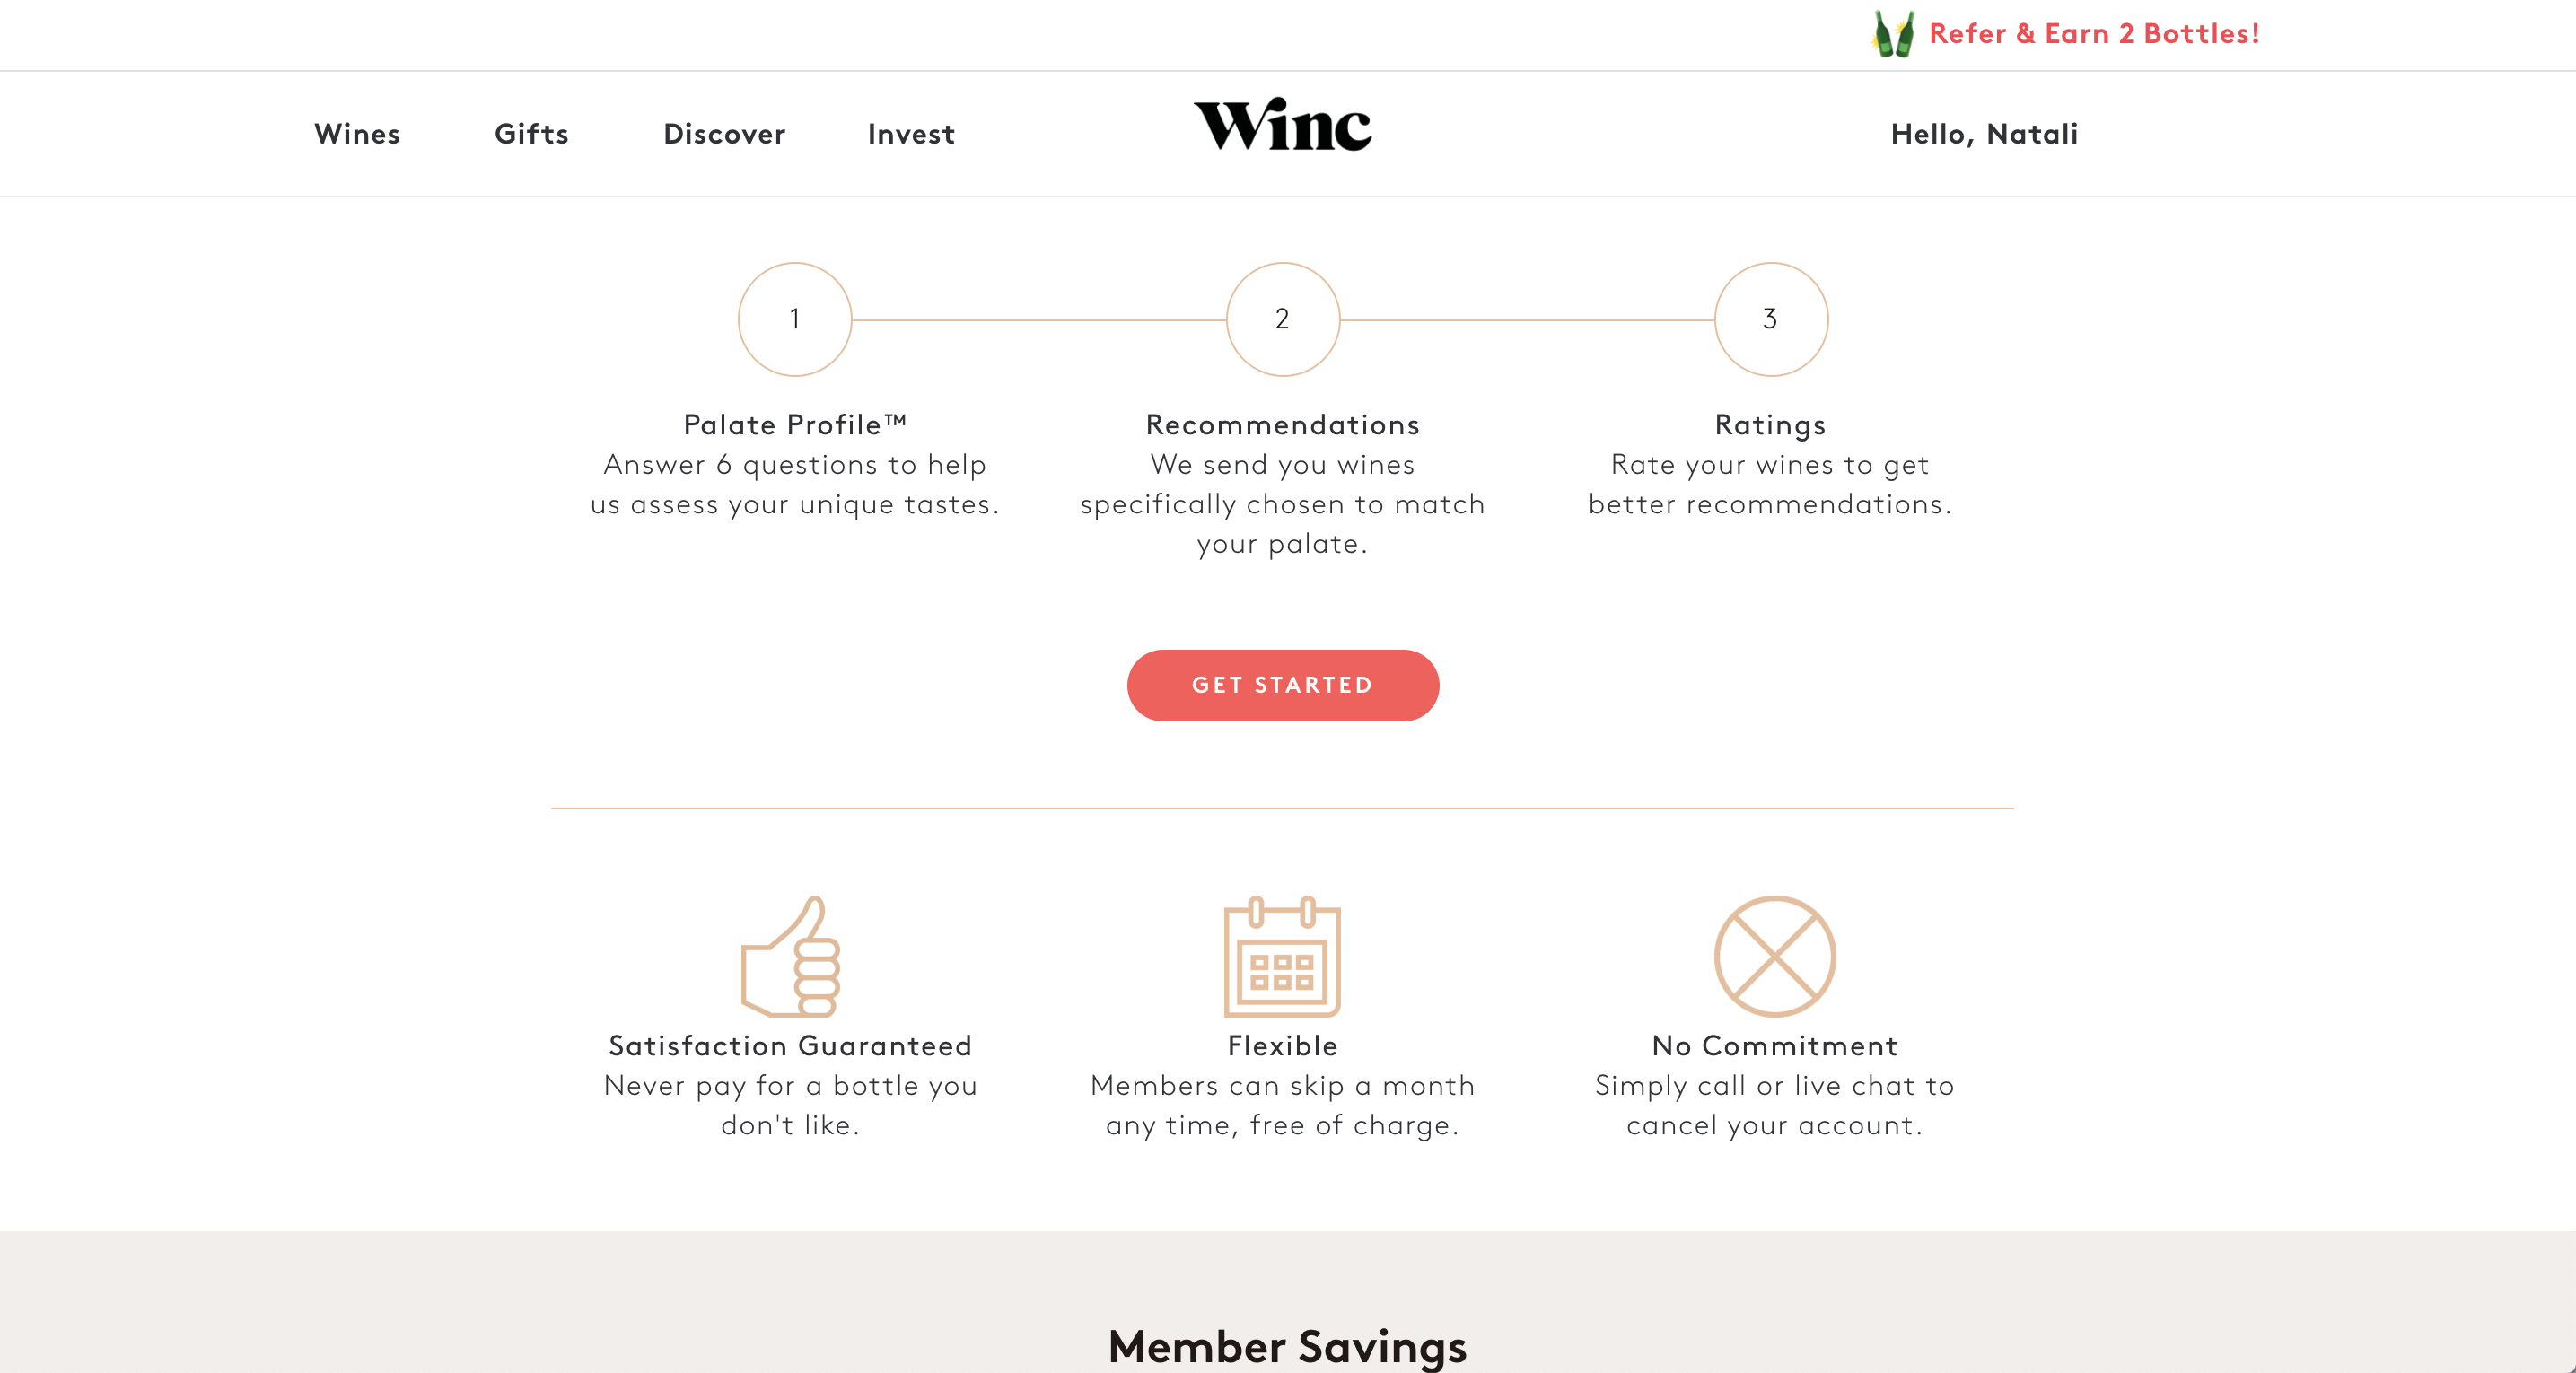 Refer & Earn 2 Bottles!
Wines Gifts Discover Invest Winc Hello, Natali
1 2 3
Palate Profile™
Answer 6 questions to help
us assess your unique tastes.
Recommendations
We send you wines
specifically chosen to match
your palate.
Ratings
Rate your wines to get
better recommendations.
GET STARTED
Satisfaction Guaranteed
Never pay for a bottle you
don't like.
Flexible
Members can skip a month
any time, free of charge.
No Commitment
Simply call or live chat to
cancel your account.
Member Savings